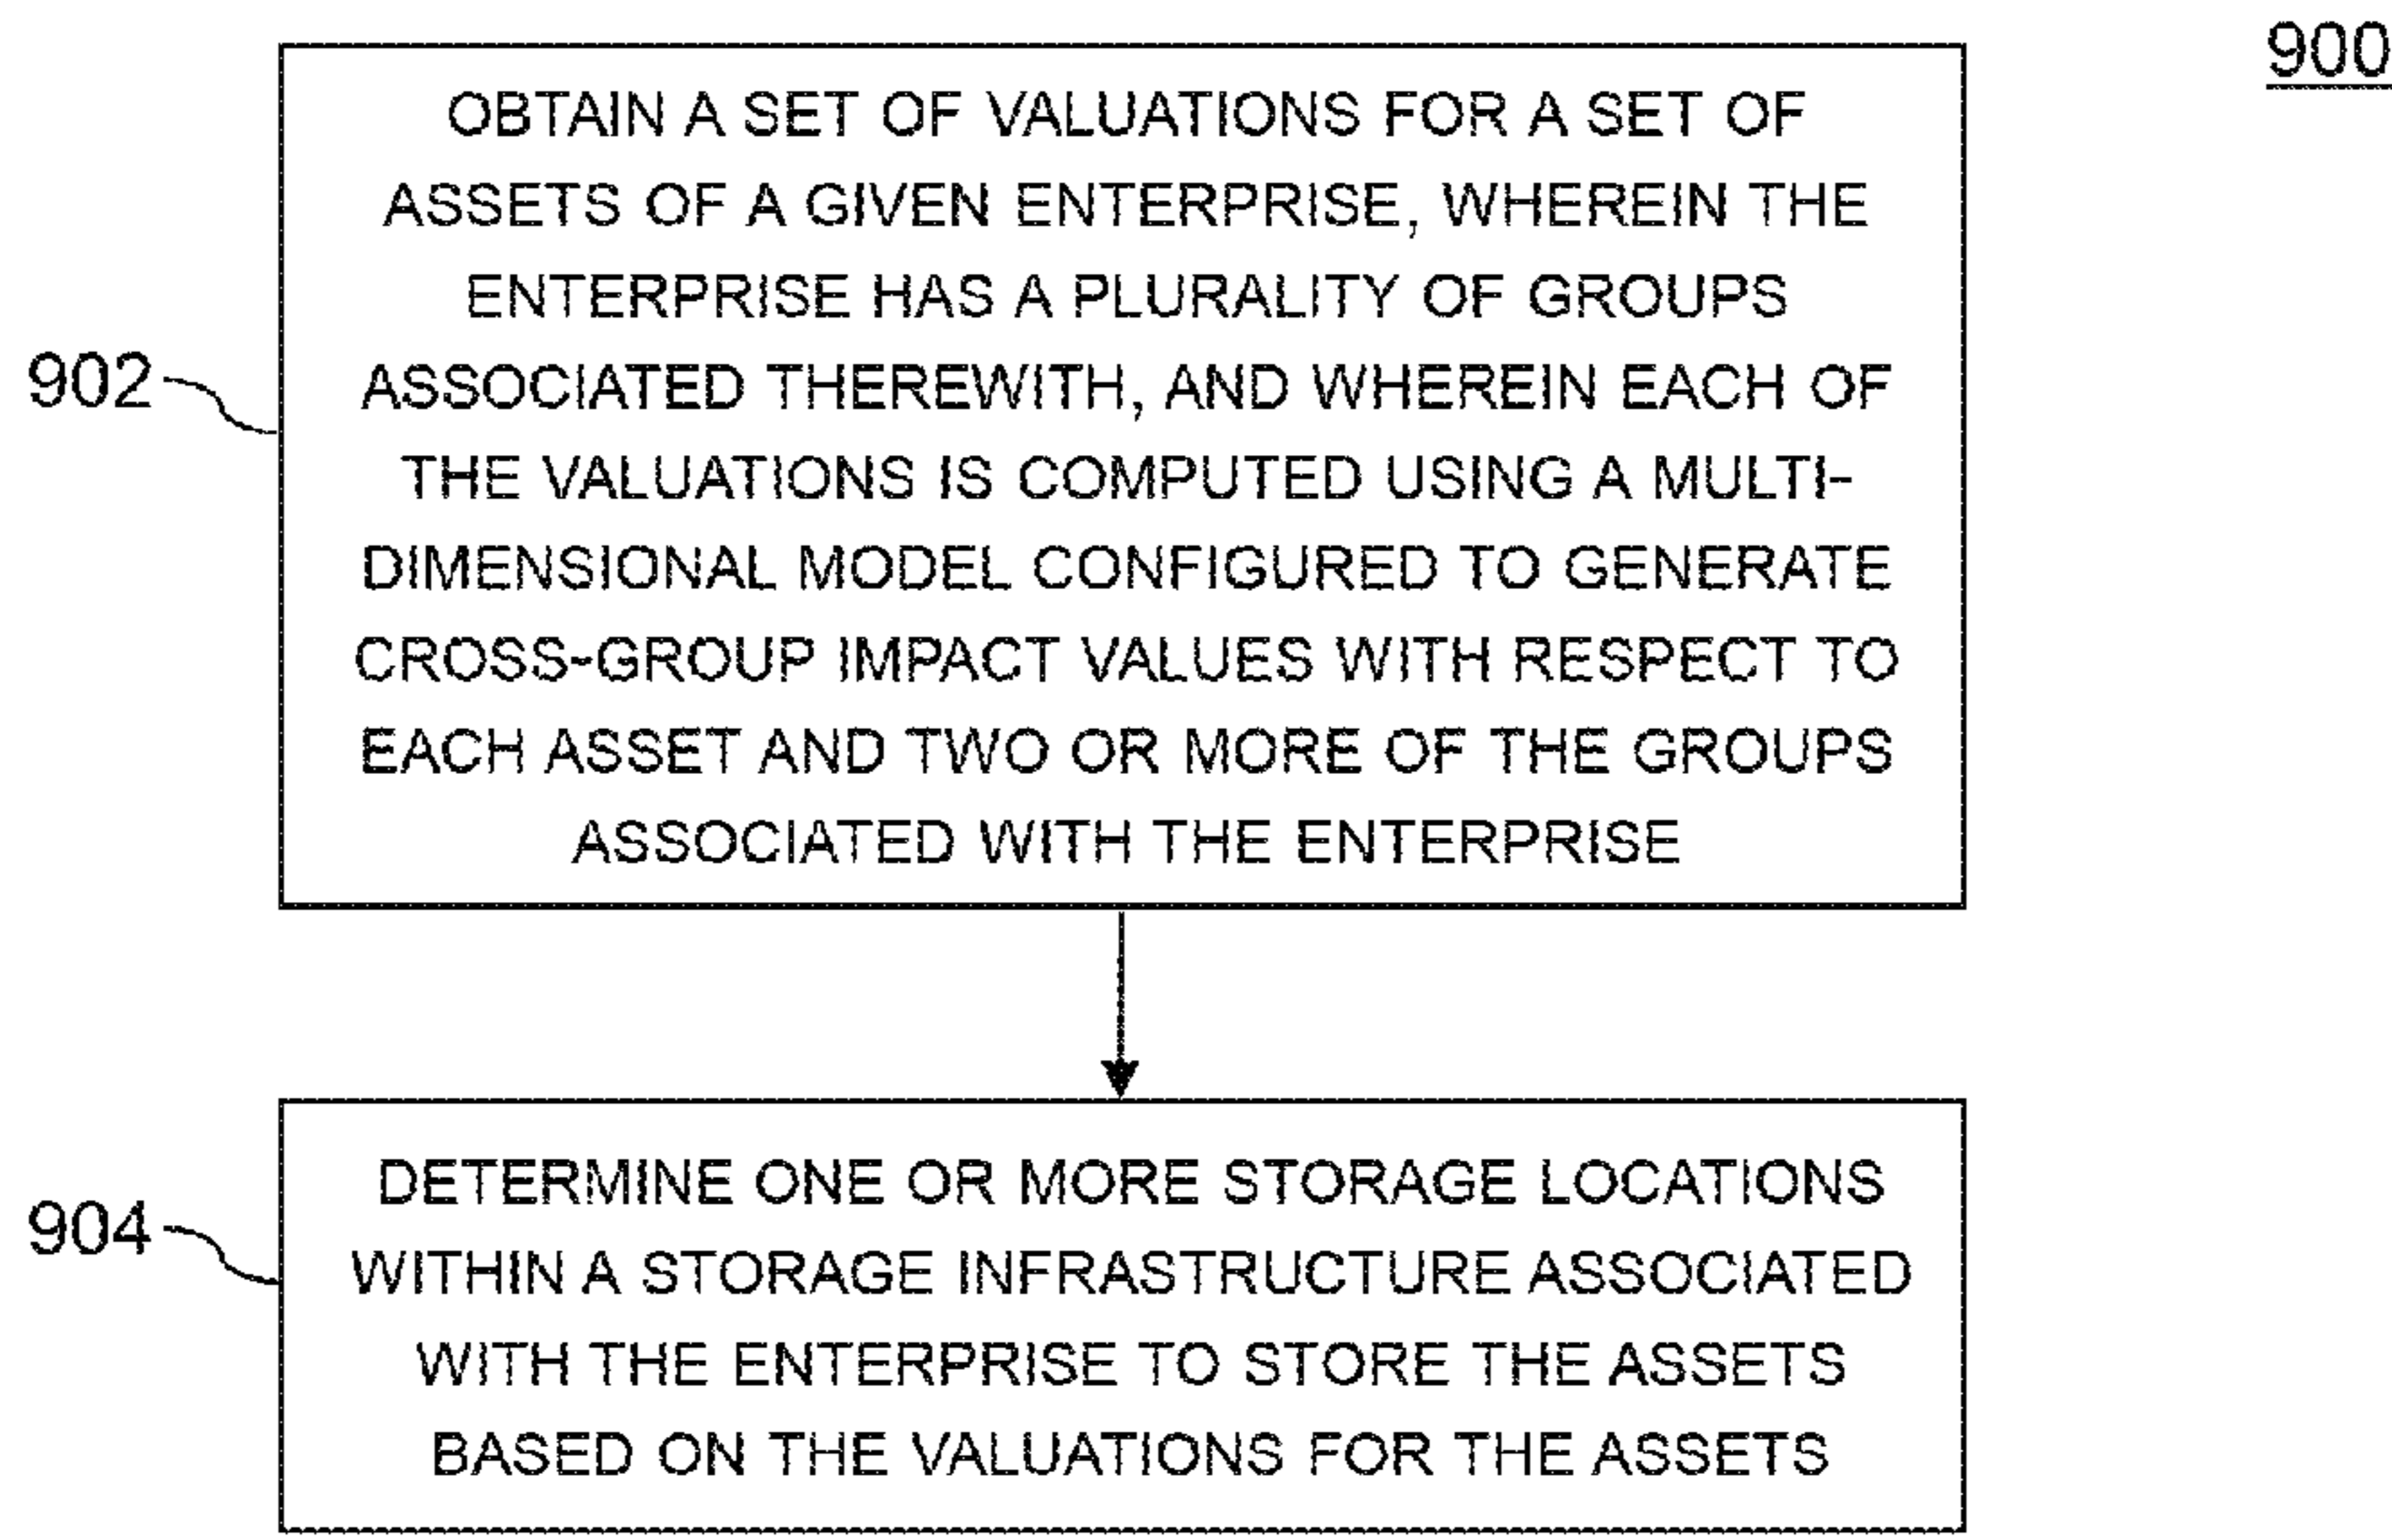 900
OBTAIN A SET OF VALUATIONS FOR A SET OF
ASSETS OF A GIVEN ENTERPRISE, WHEREIN THE
ENTERPRISE HAS A PLURALITY OF GROUPS
ASSOCIATED THEREWITH, AND WHEREIN EACH OF
THE VALUATIONS IS COMPUTED USING A MULTI-
DIMENSIONAL MODEL CONFIGURED TO GENERATE
CROSS-GROUP IMPACT VALUES WITH RESPECT TO
EACH ASSET AND TWO OR MORE OF THE GROUPS
ASSOCIATED WITH THE ENTERPRISE
902
DETERMINE ONE OR MORE STORAGE LOCATIONS
WITHIN A STORAGE INFRASTRUCTURE ASSOCIATED
WITH THE ENTERPRISE TO STORE THE ASSETS
BASED ON THE VALUATIONS FOR THE ASSETS
904